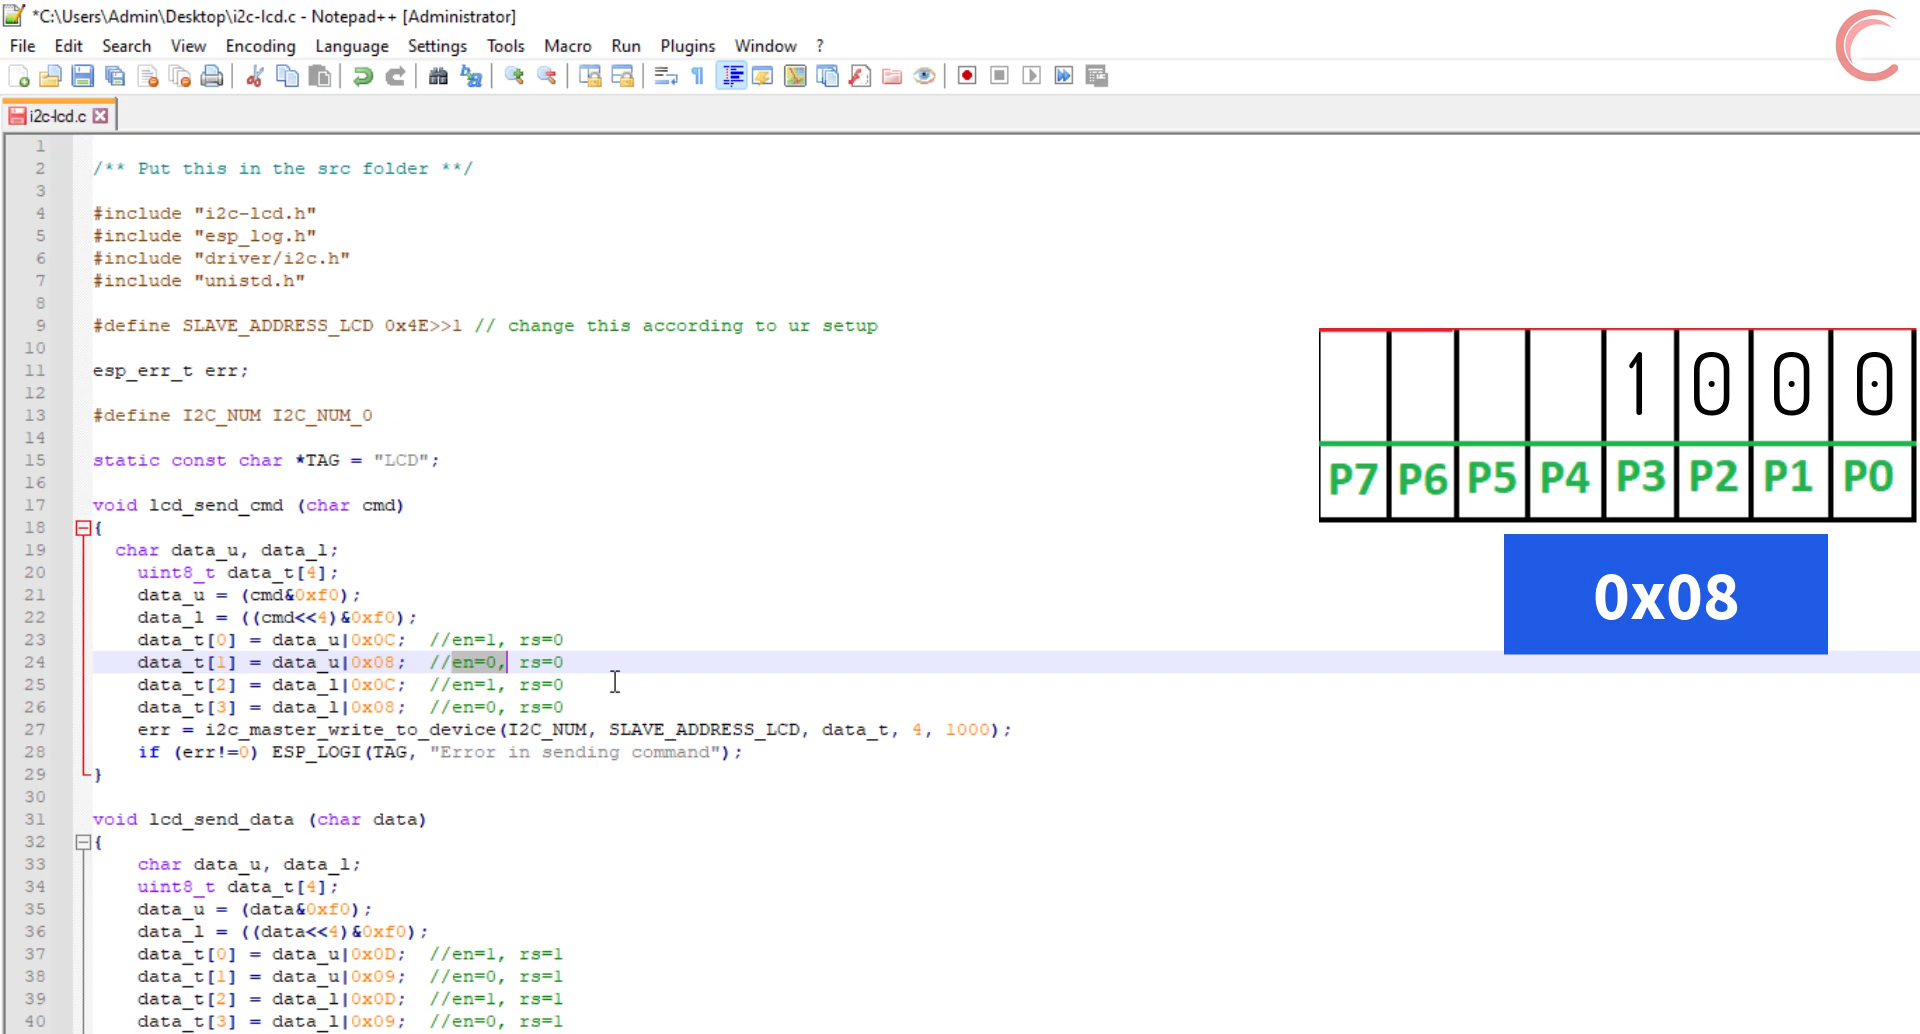 *C:\Users\Admin\Desktop\i2c-lcd.c - Notepad++ [Administrator]
File Edit Search View Encoding Language Settings Tools Macro Run Plugins Window ?
i2c-lcd.c
1
2 /** Put this in the src folder **/
3
4 #include "i2c-lcd.h"
5 #include "esp_log.h"
6 #include "driver/i2c.h"
7 #include "unistd.h"
8
9 #define SLAVE_ADDRESS_LCD 0x4E>>1 // change this according to ur setup
10
11 esp_err_t err;
12
13 #define I2C_NUM I2C_NUM_0
14
15 static const char *TAG = "LCD";
16
17 void lcd_send_cmd (char cmd)
18 {
19 char data_u, data_l;
20 uint8_t data_t[4];
21 data_u = (cmd&0xf0);
22 data_l = ((cmd<<4)&0xf0);
23 data_t[0] = data_u|0x0C; //en=1, rs=0
24 data_t[1] = data_u|0x08; //en=0, rs=0
25 data_t[2] = data_l|0x0C; //en=1, rs=0
26 data_t[3] = data_l|0x08; //en=0, rs=0
27 err = i2c_master_write_to_device(I2C_NUM, SLAVE_ADDRESS_LCD, data_t, 4, 1000);
28 if (err!=0) ESP_LOGI(TAG, "Error in sending command");
29 }
30
31 void lcd_send_data (char data)
32 {
33 char data_u, data_l;
34 uint8_t data_t[4];
35 data_u = (data&0xf0);
36 data_l = ((data<<4)&0xf0);
37 data_t[0] = data_u|0x0D; //en=1, rs=1
38 data_t[1] = data_u|0x09; //en=0, rs=1
39 data_t[2] = data_l|0x0D; //en=1, rs=1
40 data_t[3] = data_l|0x09; //en=0, rs=1
1 0 0 0
P7 P6 P5 P4 P3 P2 P1 P0
0x08